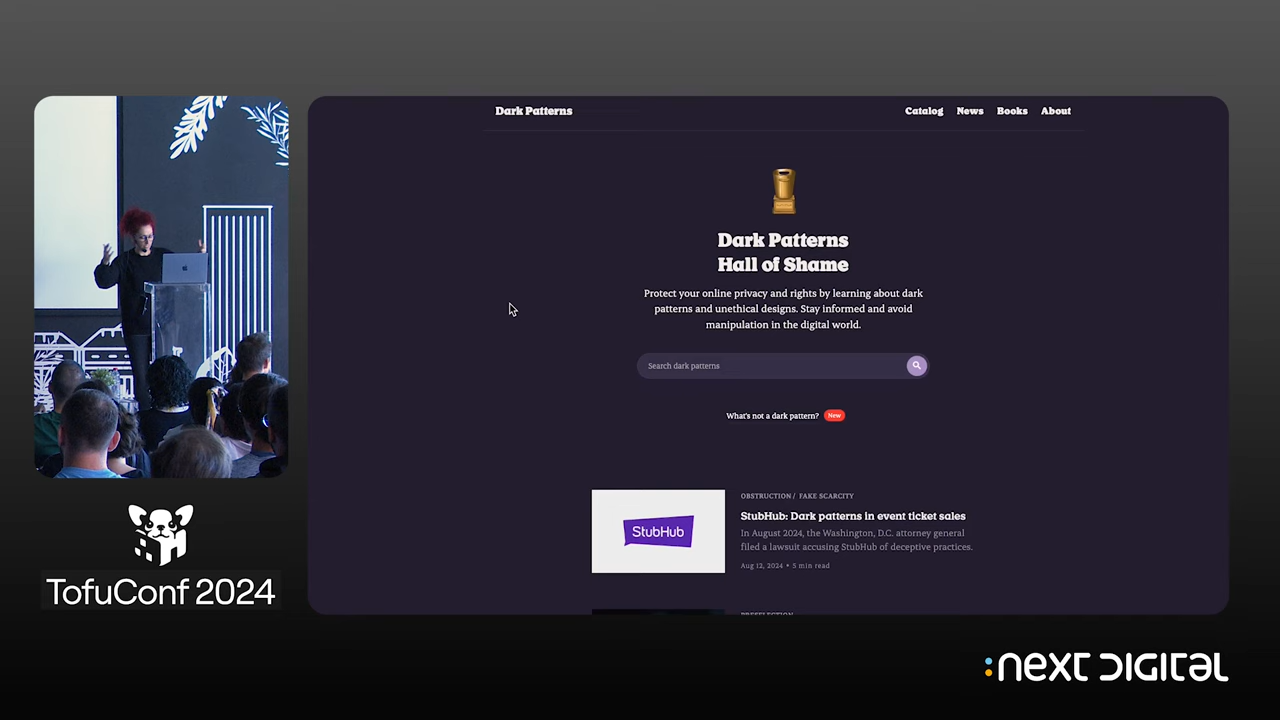 Dark Patterns
Catalog News Books About
Dark Patterns
Hall of Shame
Protect your online privacy and rights by learning about dark
patterns and unethical designs. Stay informed and avoid
manipulation in the digital world.
Search dark patterns
What's not a dark pattern? New
StubHub
OBSTRUCTION / FAKE SCARCITY
StubHub: Dark patterns in event ticket sales
In August 2024, the Washington, D.C. attorney general
filed a lawsuit accusing StubHub of deceptive practices.
Aug 12, 2024 • 5 min read
TofuConf 2024
:NEXT DIGITAL